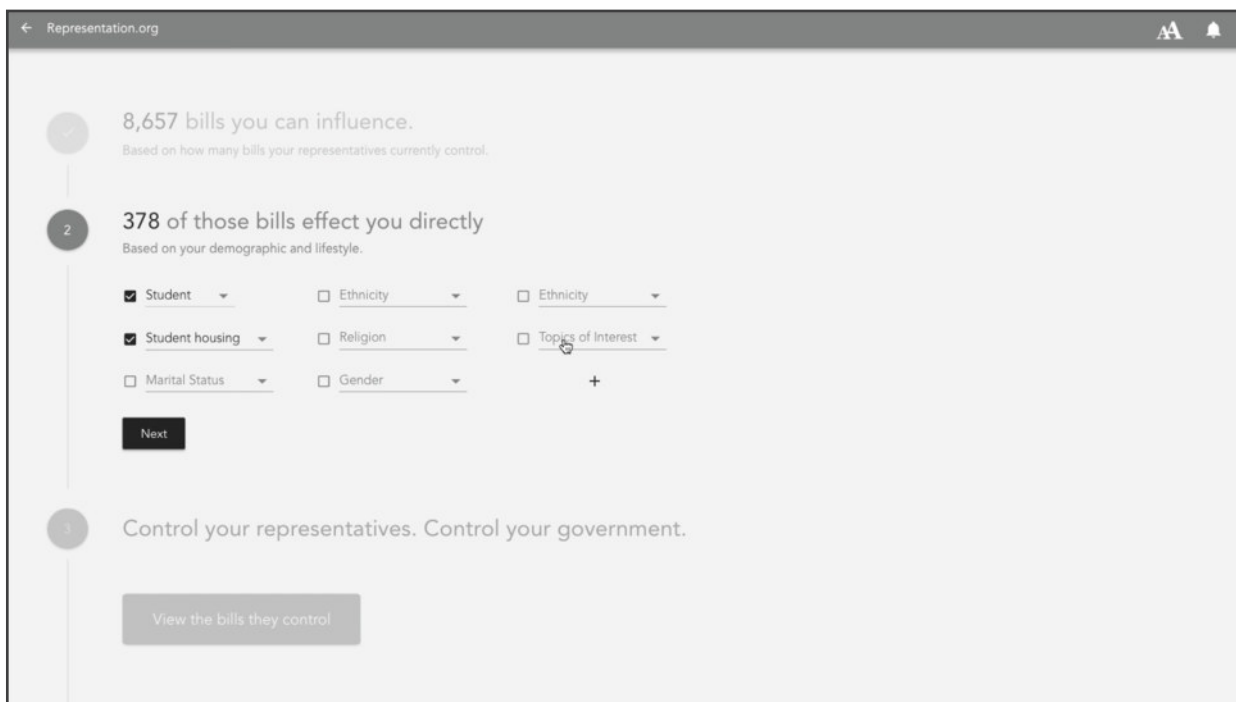 Representation.org
AA
8,657 bills you can influence.
Based on how many bills your representatives currently control.
2
378 of those bills effect you directly
Based on your demographic and lifestyle.
Student
Ethnicity
Ethnicity
Student housing
Religion
Topics of Interest
Marital Status
Gender
+
Next
3
Control your representatives. Control your government.
View the bills they control